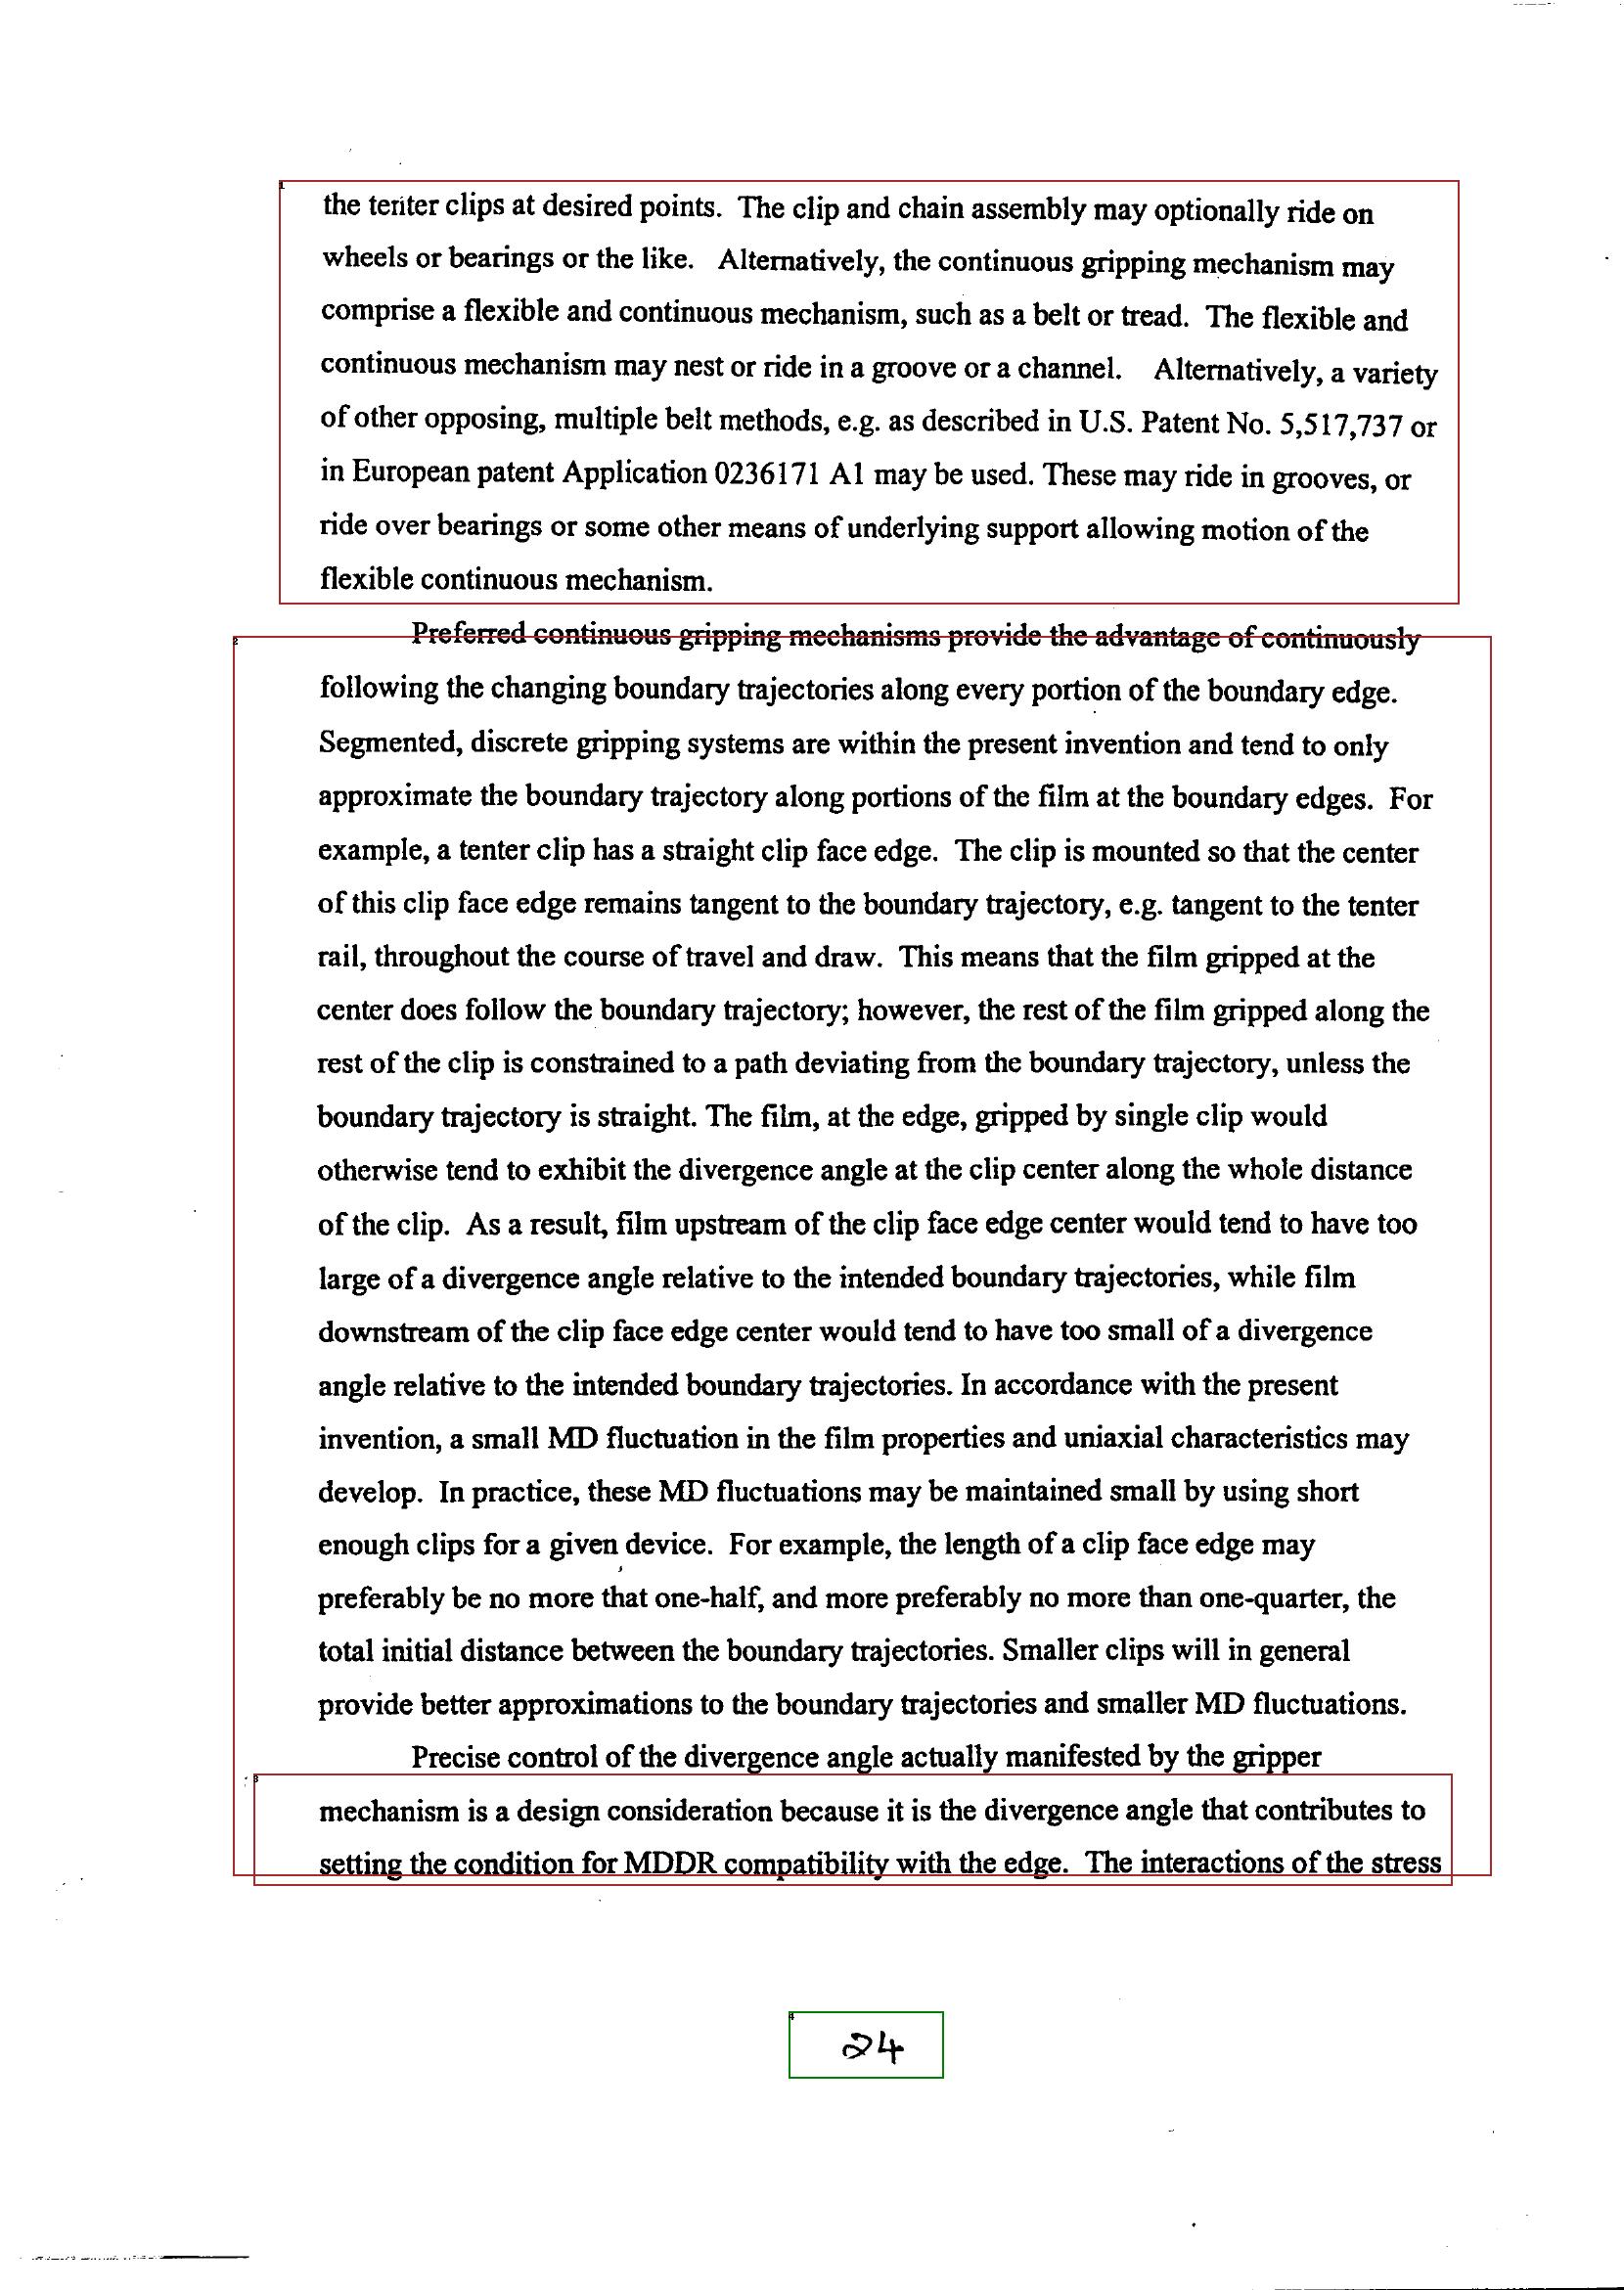 the tenter clips at desired points. The clip and chain assembly may optionally ride on
wheels or bearings or the like. Alternatively, the continuous gripping mechanism may
comprise a flexible and continuous mechanism, such as a belt or tread. The flexible and
continuous mechanism may nest or ride in a groove or a channel. Alternatively, a variety
of other opposing, multiple belt methods, e.g. as described in U.S. Patent No. 5,517,737 or
in European patent Application 0236171 A1 may be used. These may ride in grooves, or
ride over bearings or some other means of underlying support allowing motion of the
flexible continuous mechanism.
Preferred continuous gripping mechanisms provide the advantage of continuously
following the changing boundary trajectories along every portion of the boundary edge.
Segmented, discrete gripping systems are within the present invention and tend to only
approximate the boundary trajectory along portions of the film at the boundary edges. For
example, a tenter clip has a straight clip face edge. The clip is mounted so that the center
of this clip face edge remains tangent to the boundary trajectory, e.g. tangent to the tenter
rail, throughout the course of travel and draw. This means that the film gripped at the
center does follow the boundary trajectory; however, the rest of the film gripped along the
rest of the clip is constrained to a path deviating from the boundary trajectory, unless the
boundary trajectory is straight. The film, at the edge, gripped by single clip would
otherwise tend to exhibit the divergence angle at the clip center along the whole distance
of the clip. As a result, film upstream of the clip face edge center would tend to have too
large of a divergence angle relative to the intended boundary trajectories, while film
downstream of the clip face edge center would tend to have too small of a divergence
angle relative to the intended boundary trajectories. In accordance with the present
invention, a small MD fluctuation in the film properties and uniaxial characteristics may
develop. In practice, these MD fluctuations may be maintained small by using short
enough clips for a given device. For example, the length of a clip face edge may
preferably be no more that one-half, and more preferably no more than one-quarter, the
total initial distance between the boundary trajectories. Smaller clips will in general
provide better approximations to the boundary trajectories and smaller MD fluctuations.
Precise control of the divergence angle actually manifested by the gripper
mechanism is a design consideration because it is the divergence angle that contributes to
setting the condition for MDDR compatibility with the edge. The interactions of the stress
24